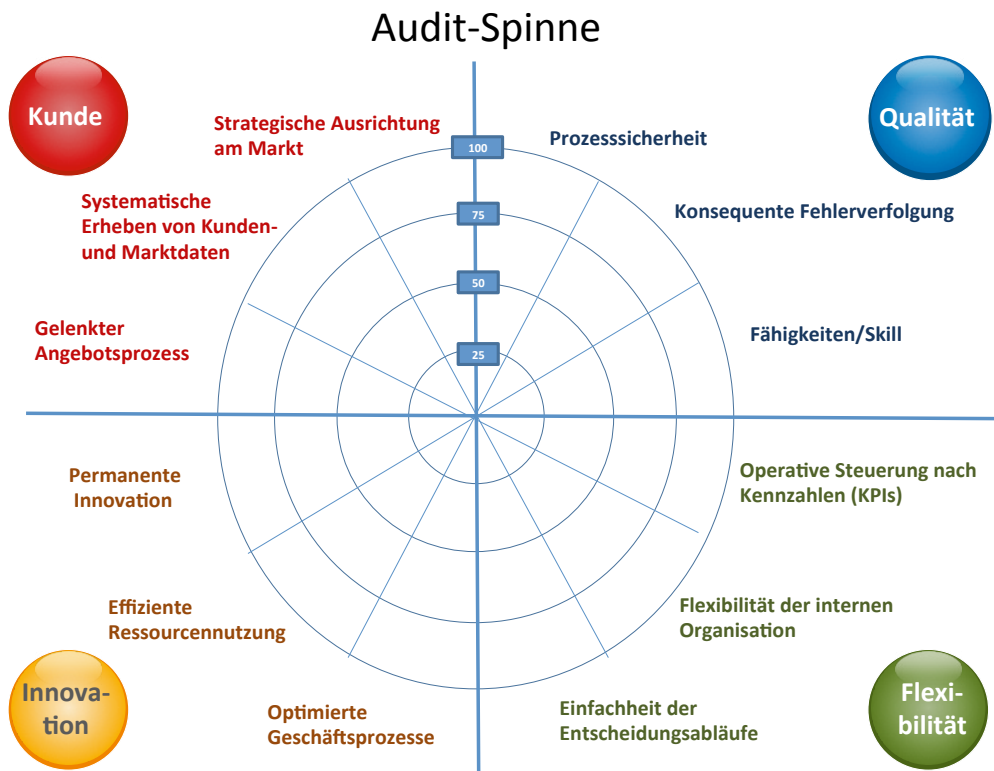 Audit-Spinne
Kunde
Qualität
Strategische Ausrichtung
am Markt
Prozesssicherheit
100
Systematische
Erheben von Kunden-
und Marktdaten
75
Konsequente Fehlerverfolgung
50
Gelenkter
Angebotsprozess
25
Fähigkeiten/Skill
Permanente
Innovation
Operative Steuerung nach
Kennzahlen (KPIs)
Effiziente
Ressourcennutzung
Flexibilität der internen
Organisation
Innova-
tion
Optimierte
Geschäftsprozesse
Einfachheit der
Entscheidungsabläufe
Flexi-
bilität